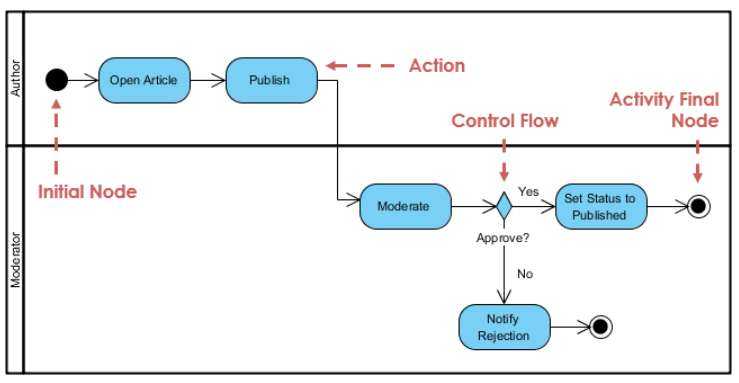 Author
Open Article
Publish
Action
Initial Node
Control Flow
Activity Final
Node
Moderator
Moderate
Yes
Set Status to
Published
Approve?
No
Notify
Rejection